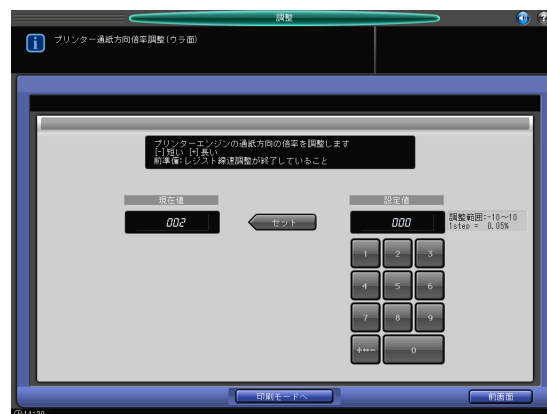 調整
?
i
プリンター通紙方向倍率調整(ウラ面)
プリンターエンジンの通紙方向の倍率を調整します
[-]短い [+]長い
前準備:レジスト線速調整が終了していること
現在値
設定値
002
セット
000
調整範囲:-10～10
1step = 0.05%
1 2 3
4 5 6
7 8 9
+↔- 0
印刷モードへ
前画面
14:30